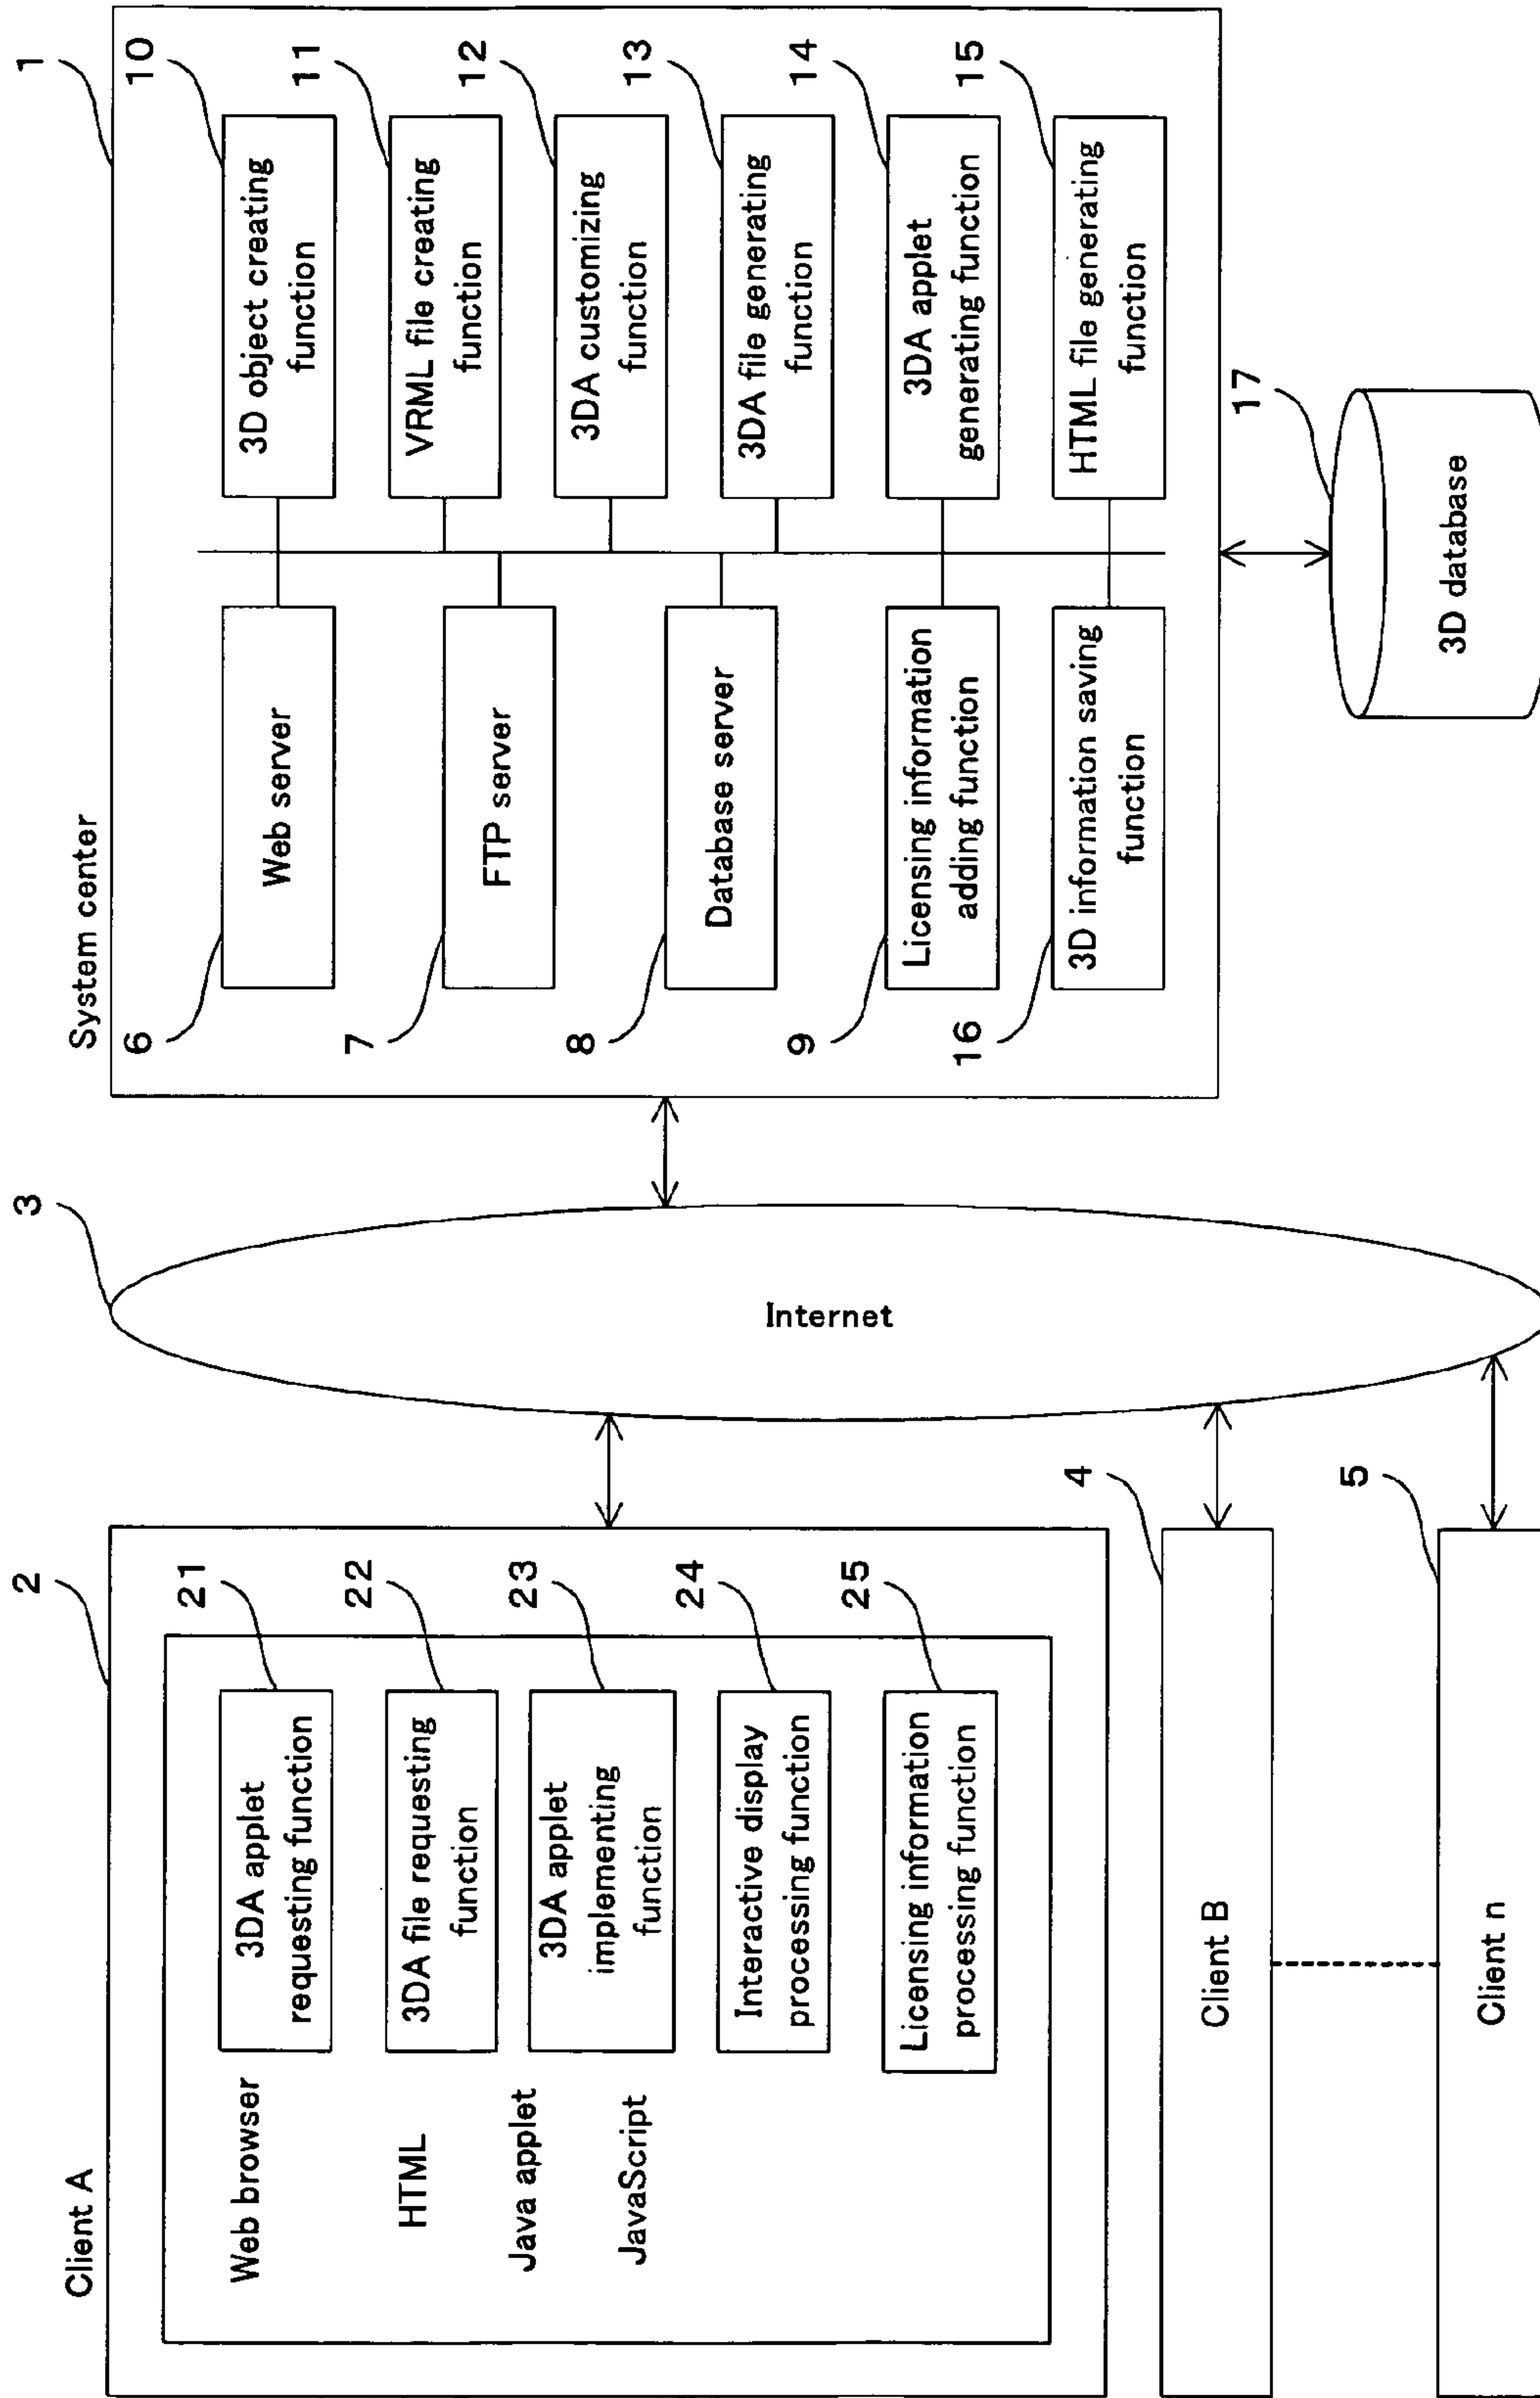 Client A
2
Web browser
HTML
Java applet
JavaScript
3DA applet
requesting function
21
3DA file requesting
function
22
3DA applet
implementing
function
23
Interactive display
processing function
24
Licensing information
processing function
25
Client B
4
Client n
5
3
Internet
System center
1
6
Web server
7
FTP server
8
Database server
9
Licensing information
adding function
16
3D information saving
function
3D object creating
function
10
VRML file creating
function
11
3DA customizing
function
12
3DA file generating
function
13
3DA applet
generating function
14
HTML file generating
function
15
17
3D database